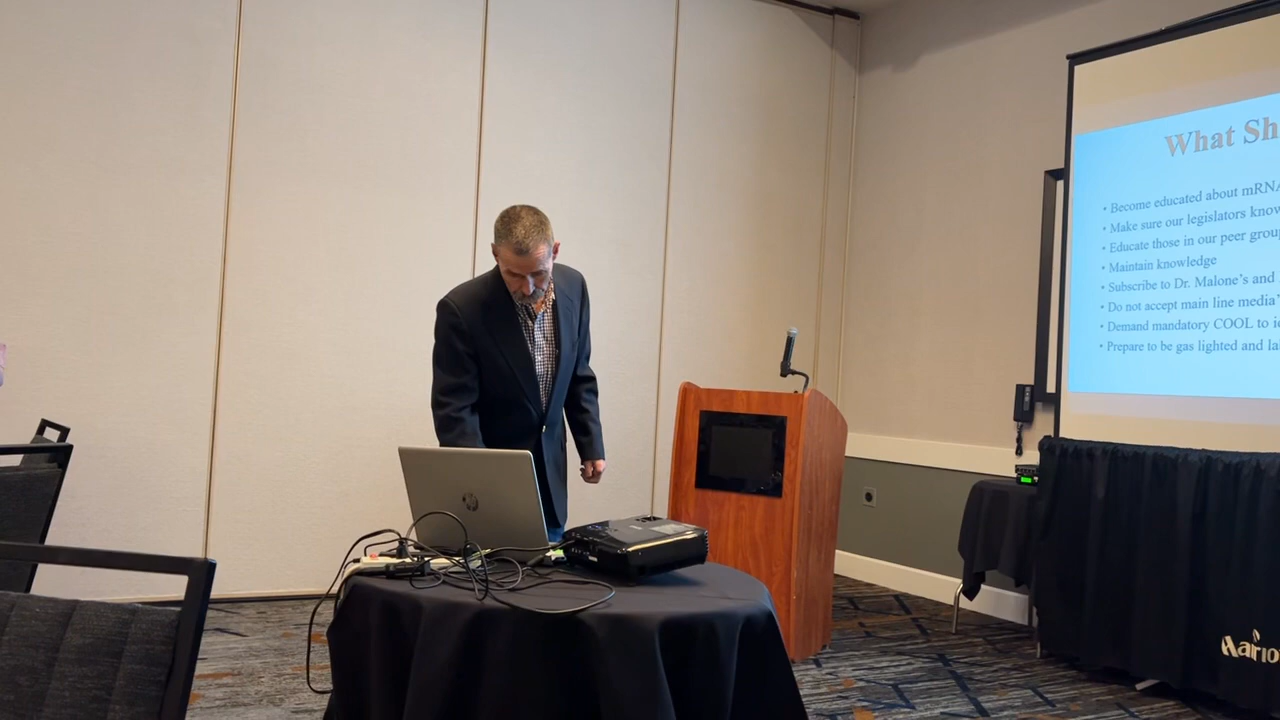 What Sh
• Become educated about mRNA
• Make sure our legislators know
• Educate those in our peer group
• Maintain knowledge
• Subscribe to Dr. Malone's and
• Do not accept main line media'
• Demand mandatory COOL to i
• Prepare to be gas lighted and la
hp